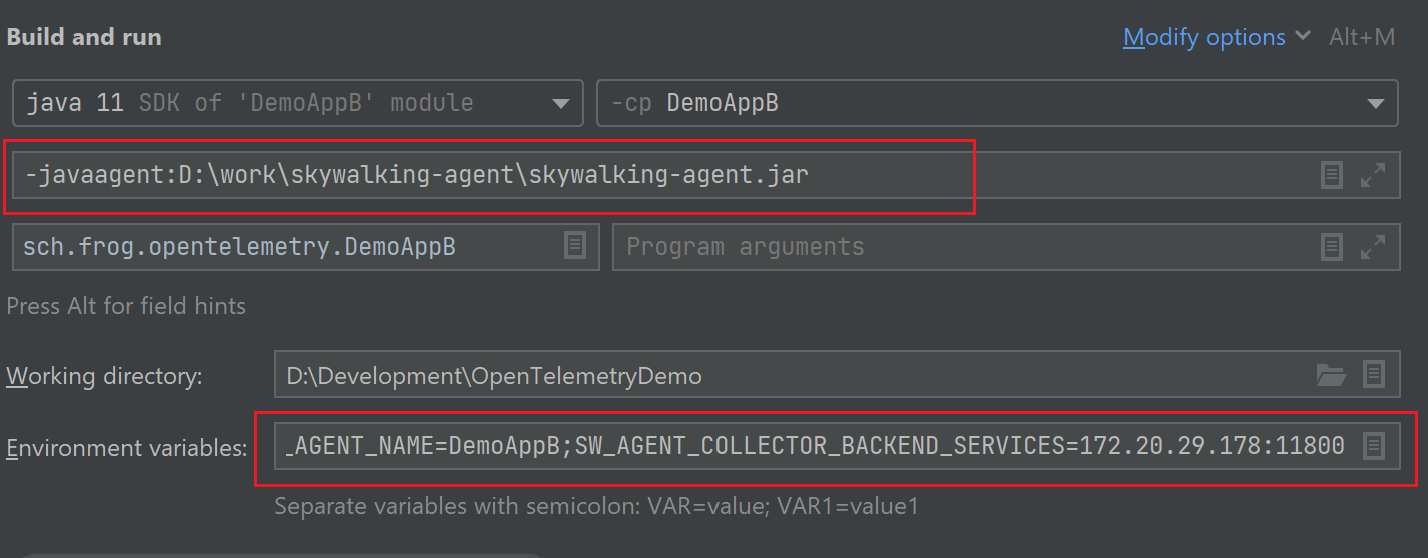 Build and run
Modify options Alt+M
java 11 SDK of 'DemoAppB' module
-cp DemoAppB
-javaagent:D:\work\skywalking-agent\skywalking-agent.jar
sch.frog.opentelemetry.DemoAppB
Program arguments
Press Alt for field hints
Working directory:
D:\Development\OpenTelemetryDemo
Environment variables:
_AGENT_NAME=DemoAppB;SW_AGENT_COLLECTOR_BACKEND_SERVICES=172.20.29.178:11800
Separate variables with semicolon: VAR=value; VAR1=value1